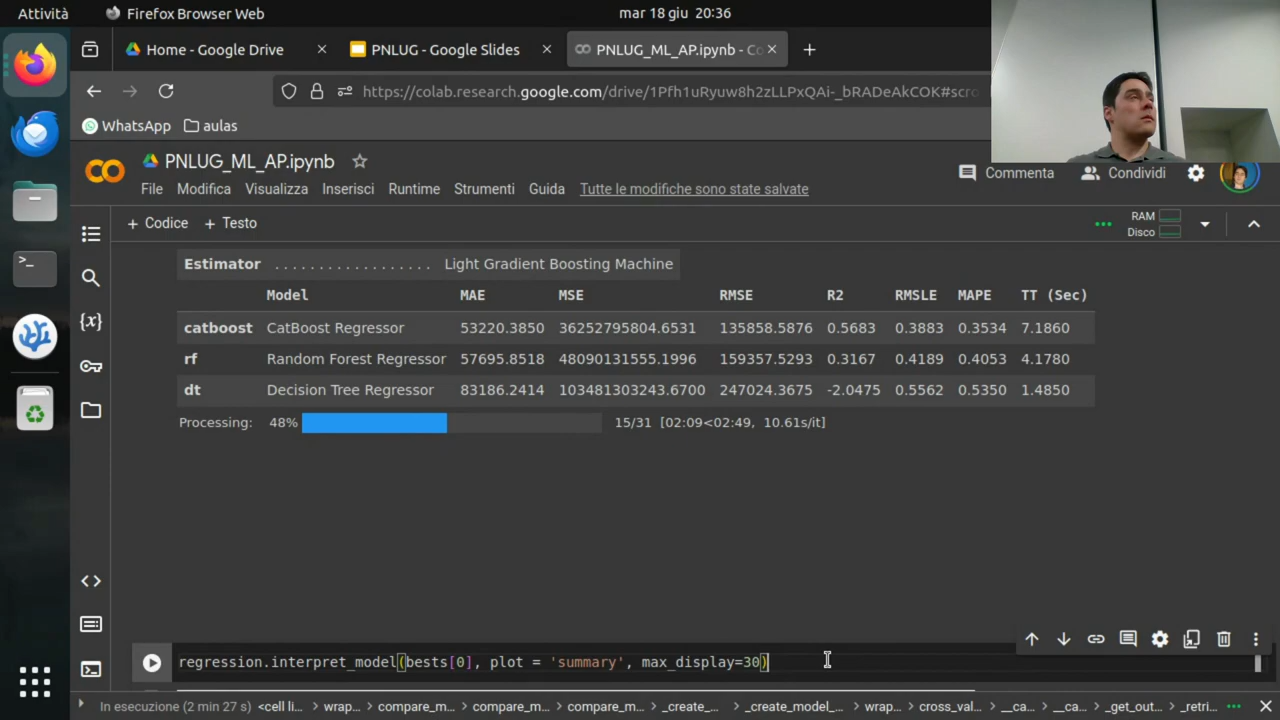 Attività
Firefox Browser Web
mar 18 giu 20:36
Home - Google Drive
PNLUG - Google Slides
PNLUG_ML_AP.ipynb - Co
https://colab.research.google.com/drive/1Pfh1uRyuw8h2zLLPxQAi-_bRADeAkCOK#scro
WhatsApp
aulas
PNLUG_ML_AP.ipynb
File Modifica Visualizza Inserisci Runtime Strumenti Guida Tutte le modifiche sono state salvate
Commenta
Condividi
+ Codice + Testo
RAM
Disco
Estimator . . . . . . . . . . . . . . . . . . Light Gradient Boosting Machine
Model MAE MSE RMSE R2 RMSLE MAPE TT (Sec)
catboost CatBoost Regressor 53220.3850 36252795804.6531 135858.5876 0.5683 0.3883 0.3534 7.1860
rf Random Forest Regressor 57695.8518 48090131555.1996 159357.5293 0.3167 0.4189 0.4053 4.1780
dt Decision Tree Regressor 83186.2414 103481303243.6700 247024.3675 -2.0475 0.5562 0.5350 1.4850
Processing: 48% 15/31 [02:09<02:49, 10.61s/it]
regression.interpret_model(bests[0], plot = 'summary', max_display=30)
In esecuzione (2 min 27 s) <cell li... wrap... compare_m... compare_m... compare_m... _create_... _create_model_... wrap... cross_val... __ca... __ca... _get_out... _retri...